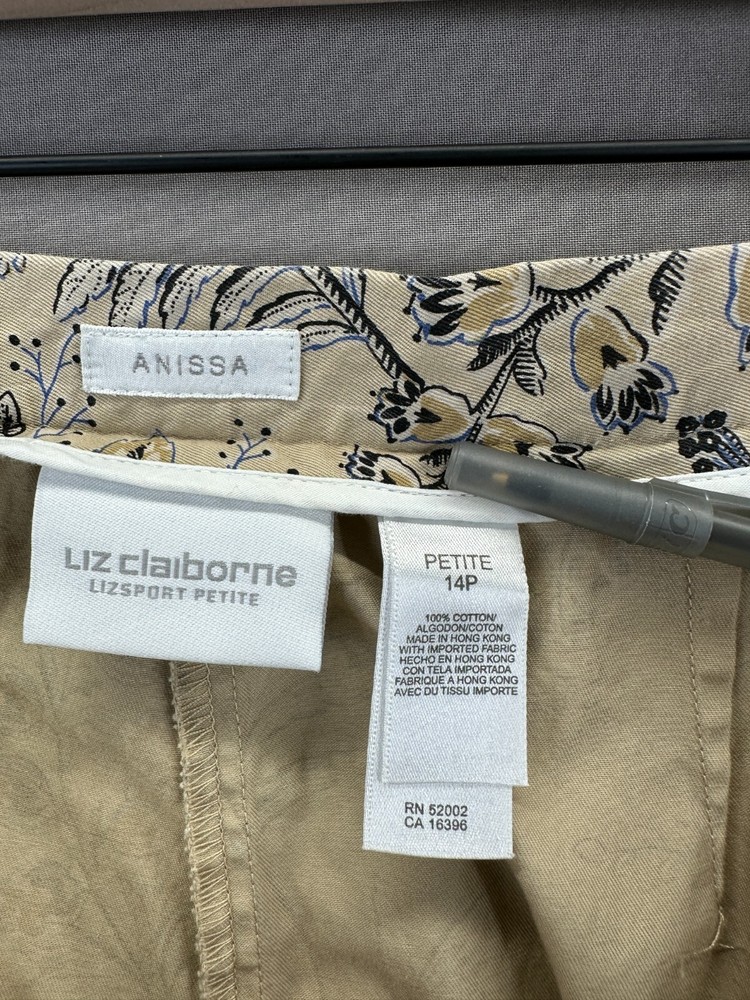 ANISSA
Liz claiborne
LIZSPORT PETITE
PETITE
14P
100% COTTON/
ALGODON/COTON
MADE IN HONG KONG
WITH IMPORTED FABRIC
HECHO EN HONG KONG
CON TELA IMPORTADA
FABRIQUE A HONG KONG
AVEC DU TISSU IMPORTE
RN 52002
CA 16396